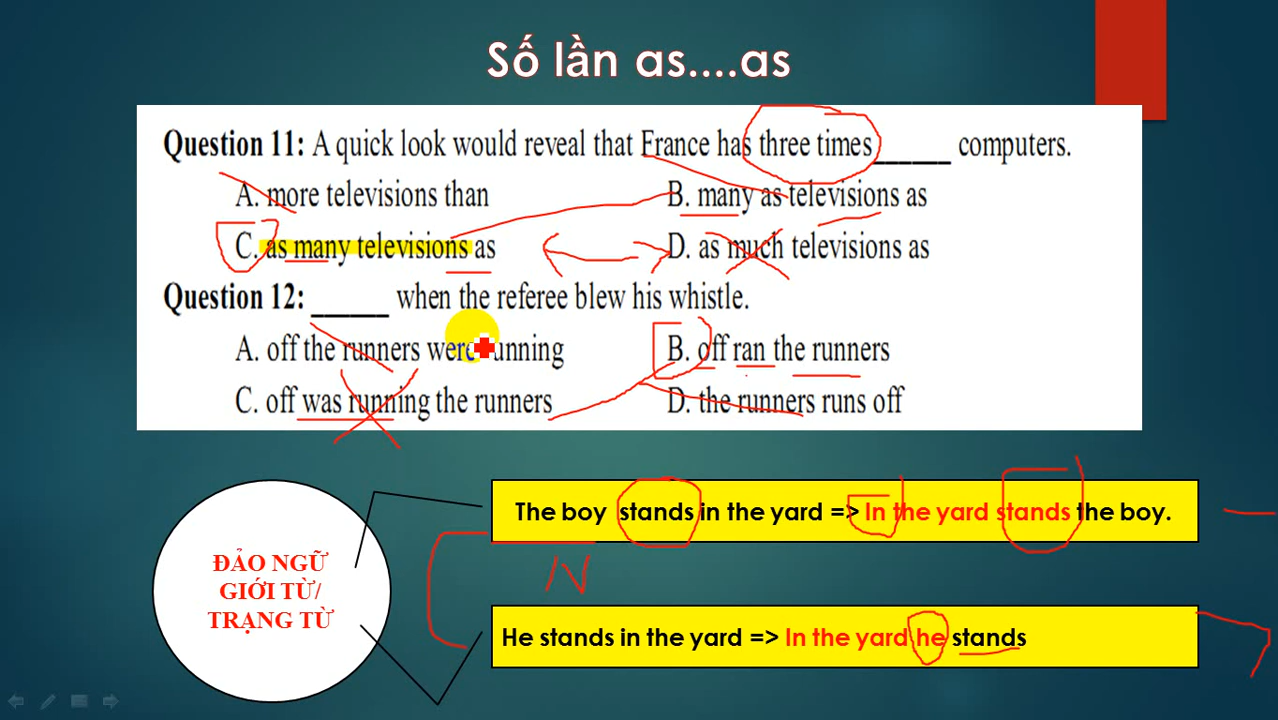 Số lần as....as
Question 11: A quick look would reveal that France has three times______ computers.
A. more televisions than
B. many as televisions as
C. as many televisions as
D. as much televisions as
Question 12: ______ when the referee blew his whistle.
A. off the runners were running
B. off ran the runners
C. off was running the runners
D. the runners runs off
ĐẢO NGỮ
GIỚI TỪ/
TRẠNG TỪ
The boy stands in the yard => In the yard stands the boy.
N
He stands in the yard => In the yard he stands